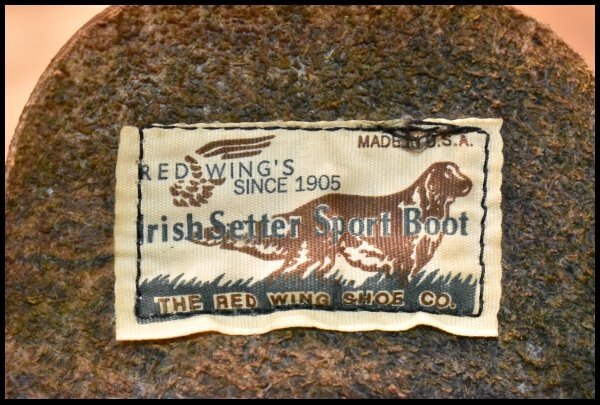 MADE IN U.S.A.
RED WING'S
SINCE 1905
Irish Setter Sport Boot
THE RED WING SHOE CO.